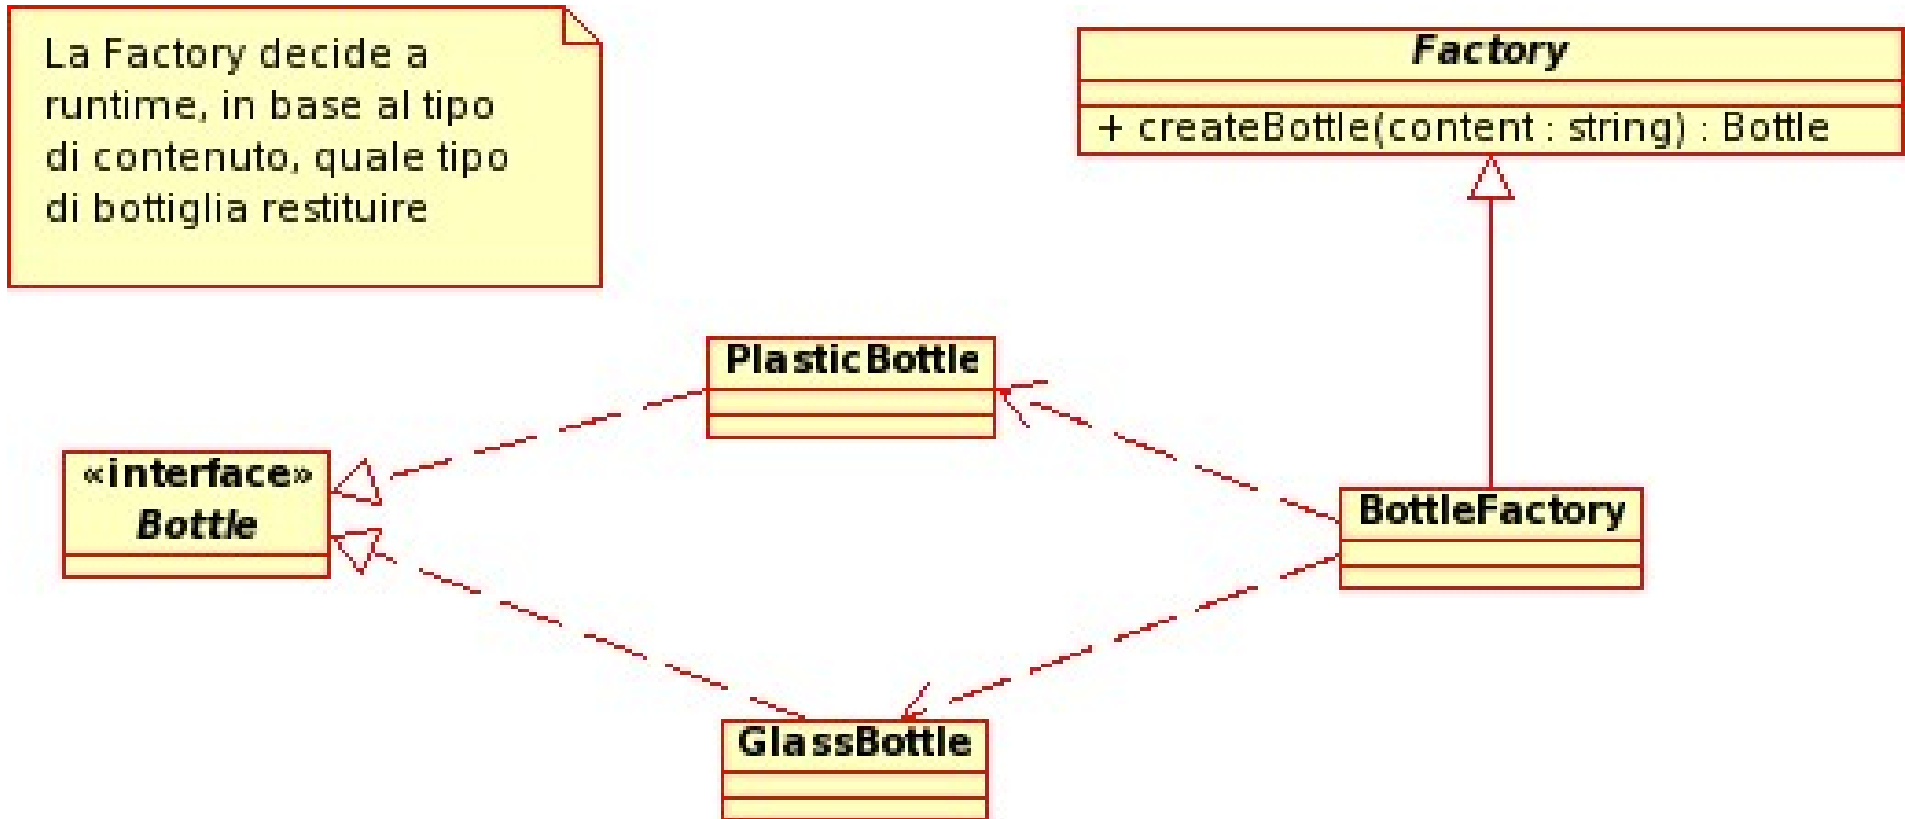 La Factory decide a
runtime, in base al tipo
di contenuto, quale tipo
di bottiglia restituire
Factory
+ createBottle(content : string) : Bottle
PlasticBottle
«interface»
Bottle
BottleFactory
GlassBottle